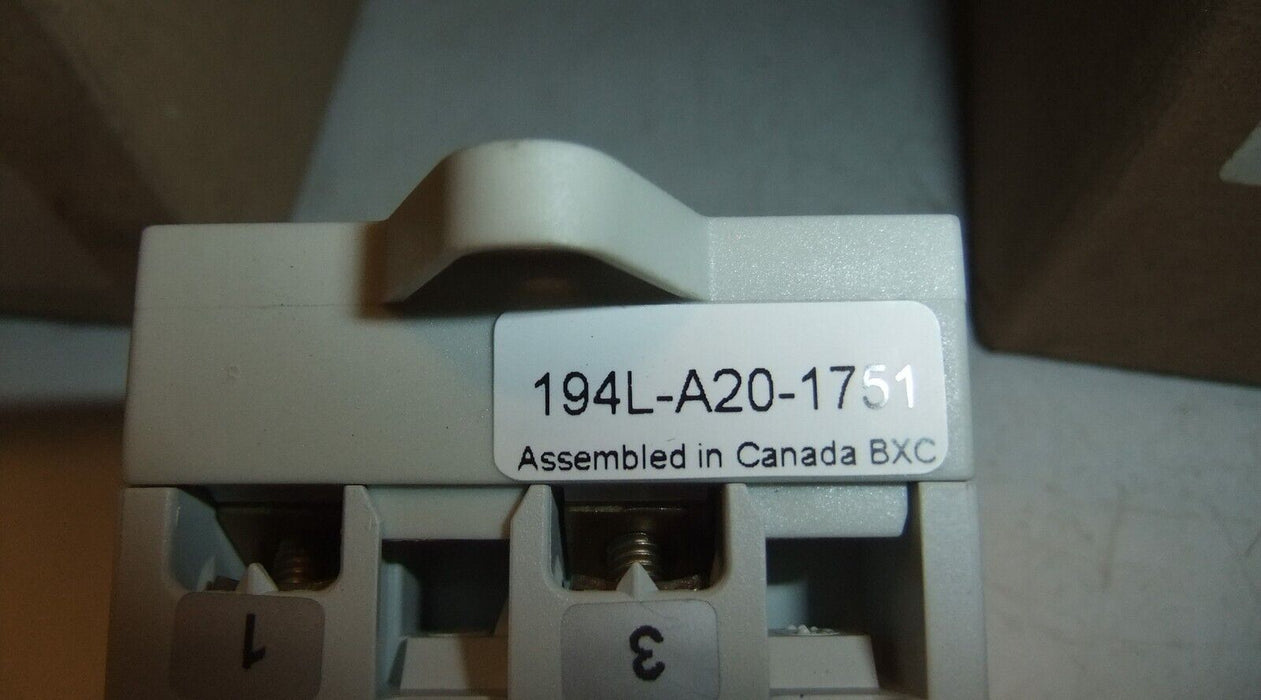 194L-A20-1751
Assembled in Canada BXC
1 3